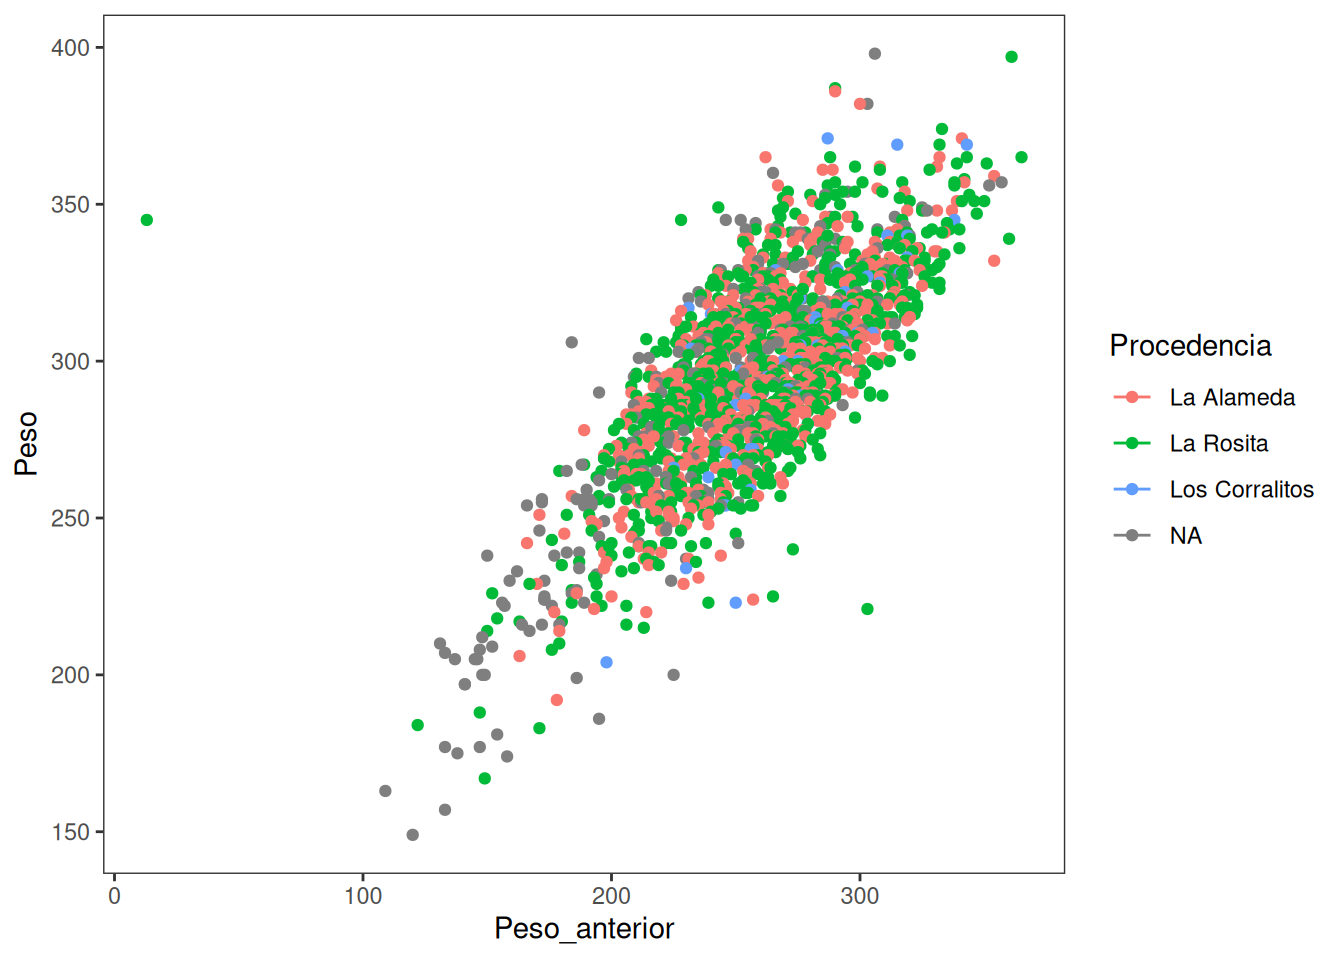 400
350
300
250
200
150
0
100
200
300
Peso
Peso_anterior
Procedencia
La Alameda
La Rosita
Los Corralitos
NA